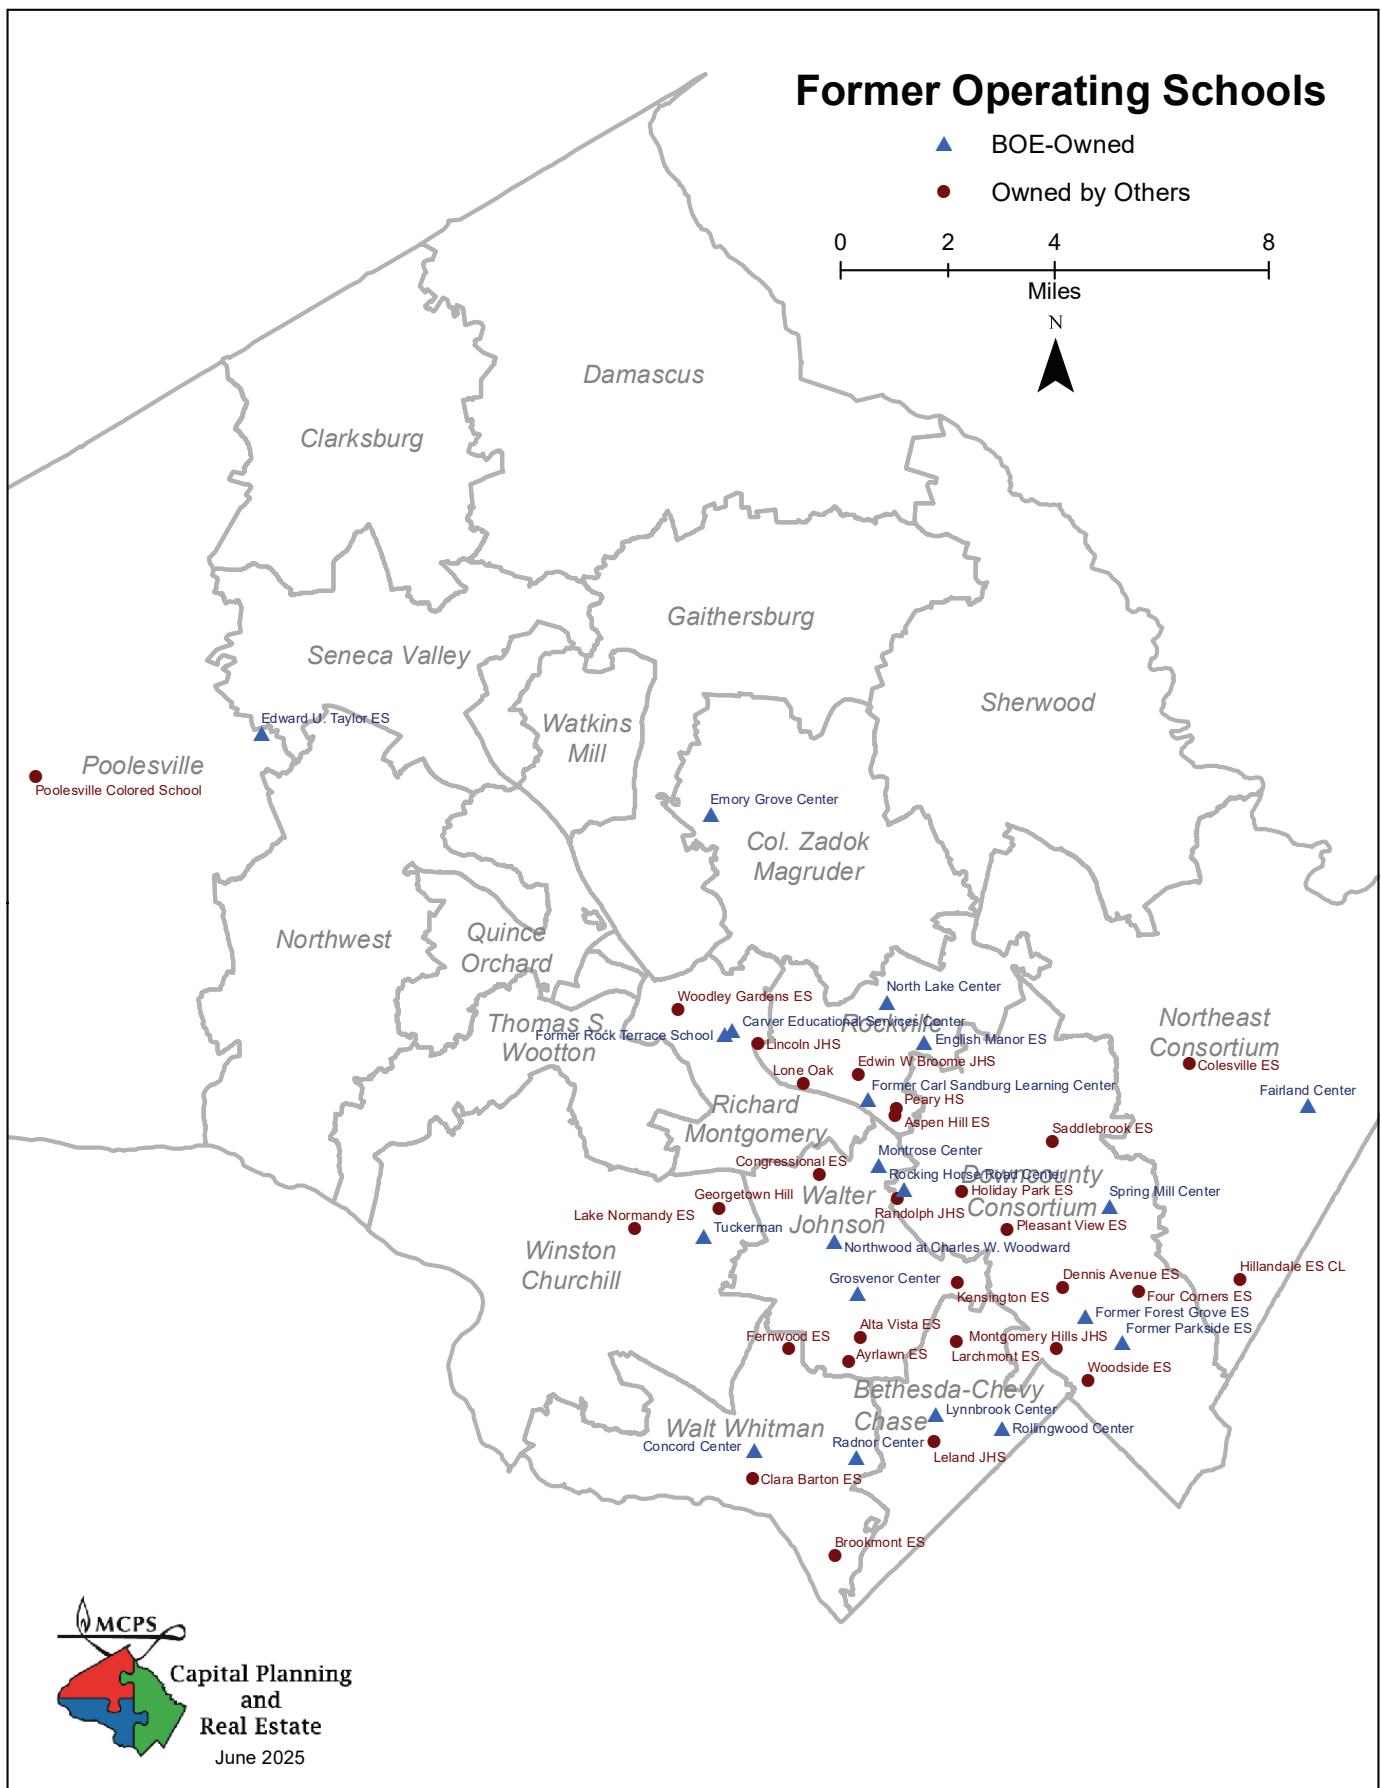 Former Operating Schools
BOE-Owned
Owned by Others
0 2 4 8
Miles
N
Damascus
Clarksburg
Gaithersburg
Seneca Valley
Sherwood
Watkins
Mill
Edward U. Taylor ES
Poolesville
Poolesville Colored School
Emory Grove Center
Col. Zadok
Magruder
Northwest
Quince
Orchard
North Lake Center
Woodley Gardens ES
Thomas S.
Wootton
Former Rock Terrace School
Carver Educational Services Center
Rockville
Lincoln JHS
English Manor ES
Northeast
Consortium
Colesville ES
Edwin W Broome JHS
Lone Oak
Former Carl Sandburg Learning Center
Fairland Center
Peary HS
Aspen Hill ES
Richard
Montgomery
Saddlebrook ES
Montrose Center
Congressional ES
Rocking Horse Road Center
Downcounty
Consortium
Holiday Park ES
Spring Mill Center
Georgetown Hill
Walter
Johnson
Randolph JHS
Lake Normandy ES
Tuckerman
Pleasant View ES
Northwood at Charles W. Woodward
Winston
Churchill
Grosvenor Center
Kensington ES
Dennis Avenue ES
Hillandale ES CL
Four Corners ES
Former Forest Grove ES
Former Parkside ES
Alta Vista ES
Fernwood ES
Montgomery Hills JHS
Ayrlawn ES
Larchmont ES
Woodside ES
Bethesda-Chevy
Chase
Lynnbrook Center
Walt Whitman
Rollingwood Center
Concord Center
Radnor Center
Leland JHS
Clara Barton ES
Brookmont ES
MCPS
Capital Planning
and
Real Estate
June 2025